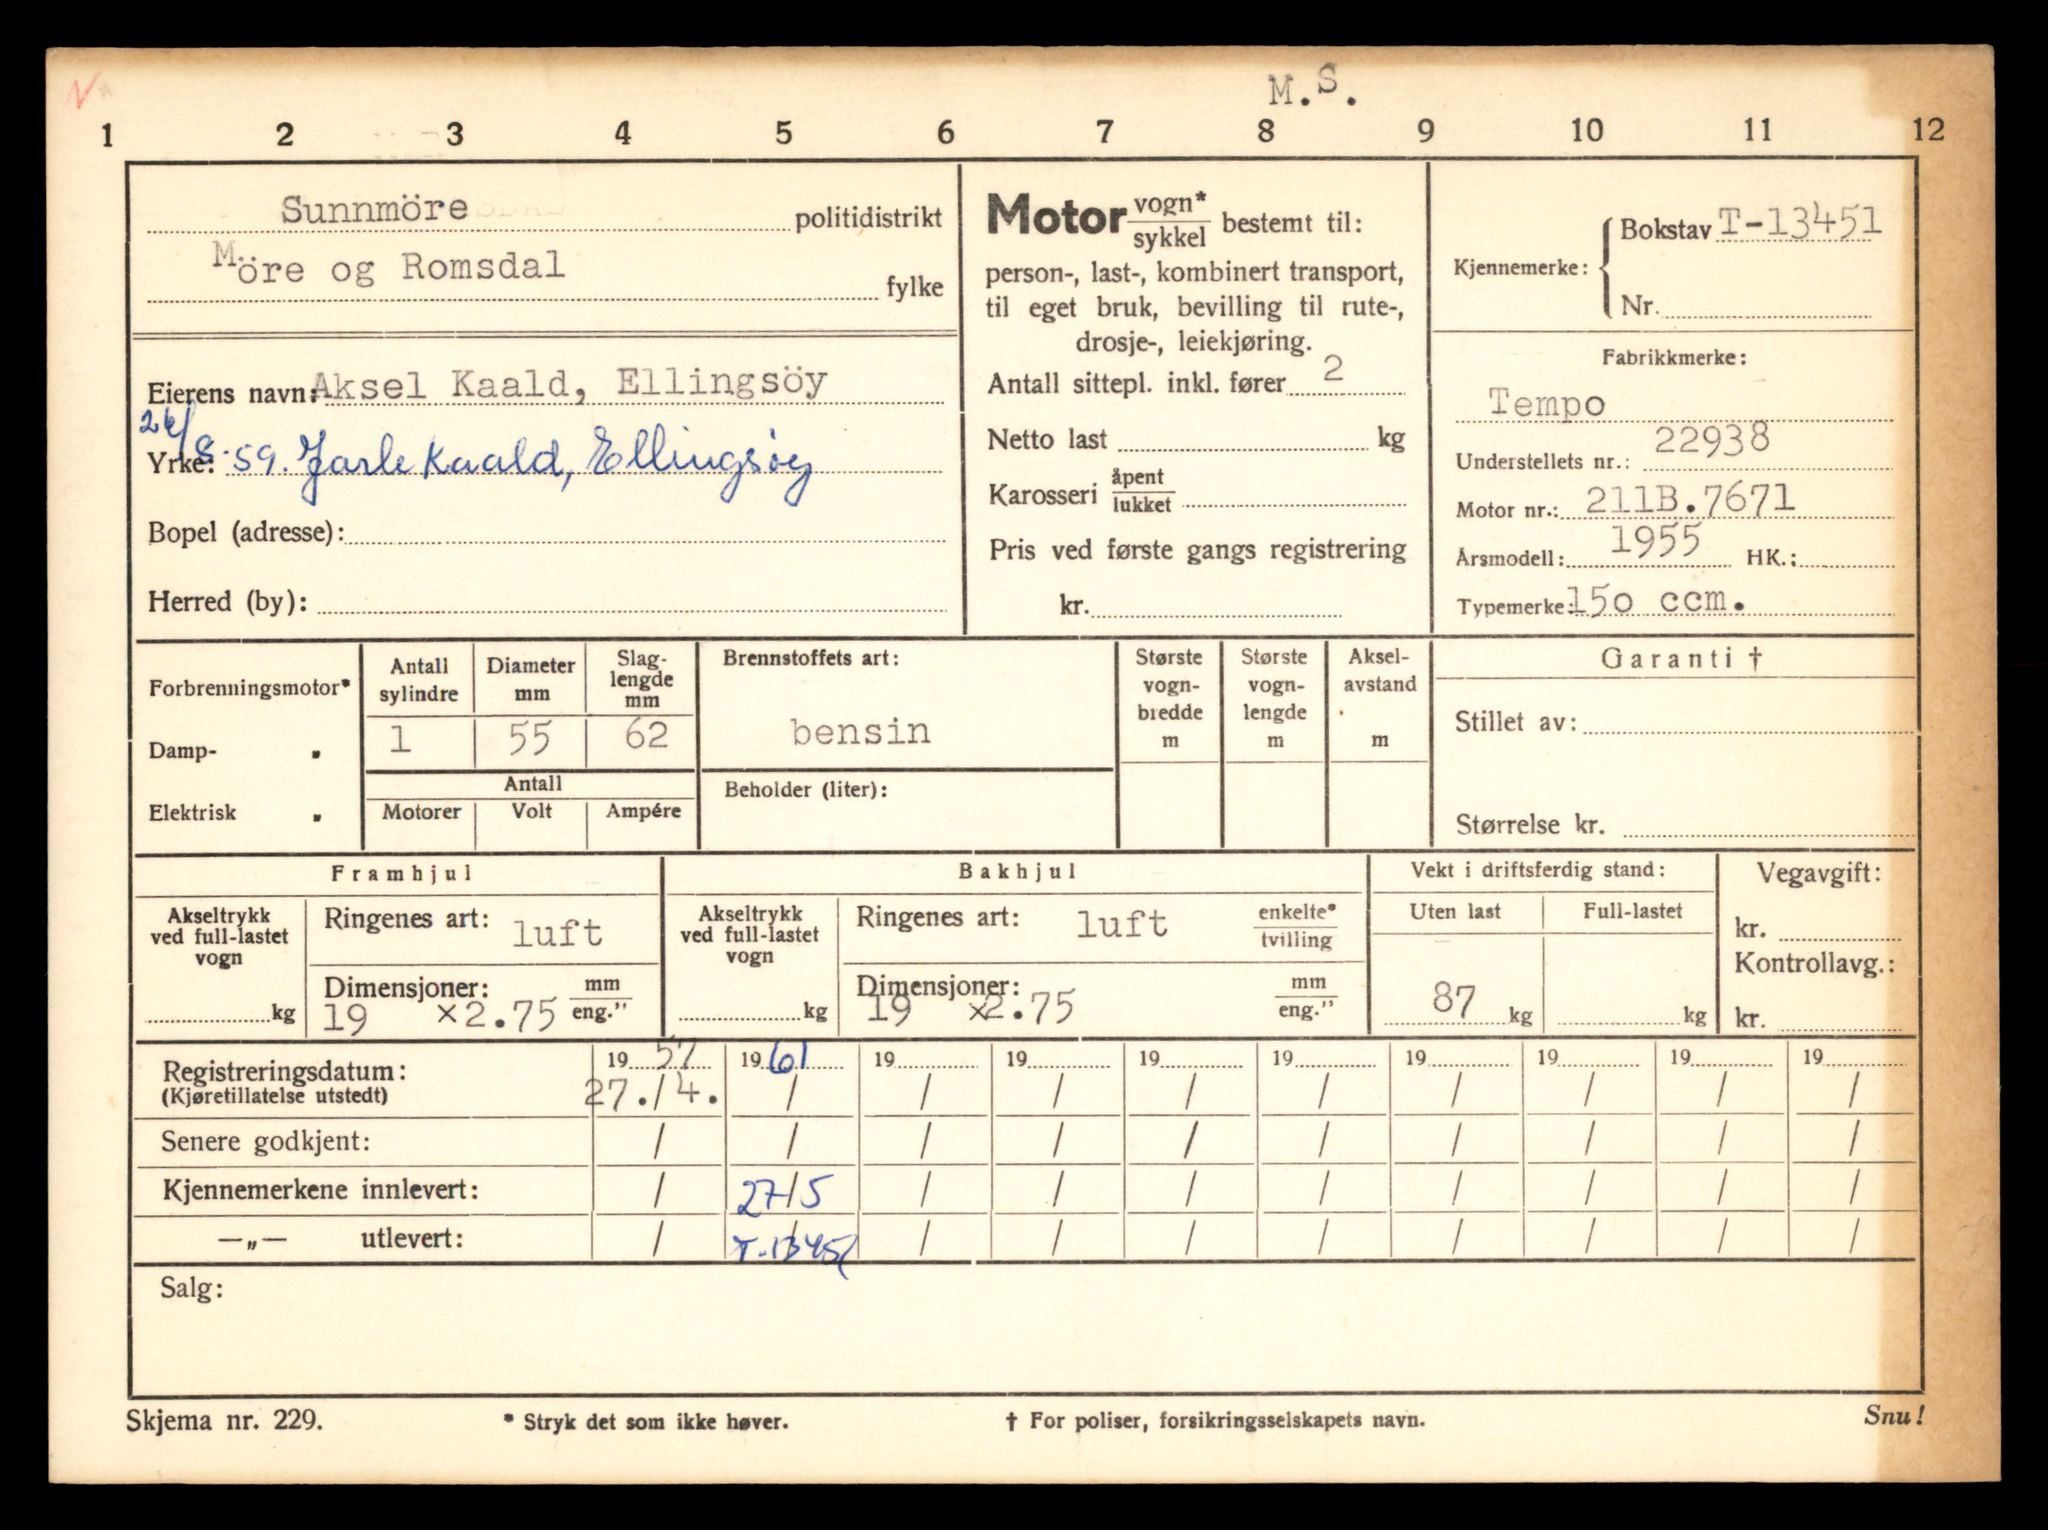 M.S.
1 2 3 4 5 6 7 8 9 10 11 12
Sunnmöre politidistrikt
Möre og Romsdal fylke
Eierens navn: Aksel Kaald, Ellingsöy
Yrke: 26/8-59. Jarle Kaald, Ellingsöy
Bopel (adresse):
Herred (by):
Motor vogn*/sykkel bestemt til:
person-, last-, kombinert transport,
til eget bruk, bevilling til rute-,
drosje-, leiekjøring.
Antall sittepl. inkl. fører 2
Netto last kg
Karosseri åpent/lukket
Pris ved første gangs registrering
kr.
Kjennemerke: Bokstav T-13451
Nr.
Fabrikkmerke:
Tempo
Understellets nr.: 22938
Motor nr.: 211B.7671
Årsmodell: 1955 HK.:
Typemerke: 150 ccm.
Forbrenningsmotor*
Damp- „
Elektrisk „
Antall sylindre
1
Diameter mm
55
Slag-
lengde
mm
62
Antall
Motorer Volt Ampére
Brennstoffets art:
bensin
Beholder (liter):
Største
vogn-
bredde
m
Største
vogn-
lengde
m
Aksel-
avstand
m
Garanti †
Stillet av:
Størrelse kr.
Framhjul
Akseltrykk
ved full-lastet
vogn
kg
Ringenes art: luft
Dimensjoner: mm
19 ×2.75 eng."
Bakhjul
Akseltrykk
ved full-lastet
vogn
kg
Ringenes art: luft enkelte*/tvilling
Dimensjoner: mm
19 ×2.75 eng."
Vekt i driftsferdig stand:
Uten last Full-lastet
87 kg kg
Vegavgift:
kr.
Kontrollavg.:
kr.
Registreringsdatum: 19 57 19 61 19 19 19 19 19 19 19 19
(Kjøretillatelse utstedt) 27./4. / / / / / / / / /
Senere godkjent: / / / / / / / / / /
Kjennemerkene innlevert: / 27/5 / / / / / / / /
—„— utlevert: / T-13451 / / / / / / / /
Salg:
Skjema nr. 229. * Stryk det som ikke høver. † For poliser, forsikringsselskapets navn. Snu!